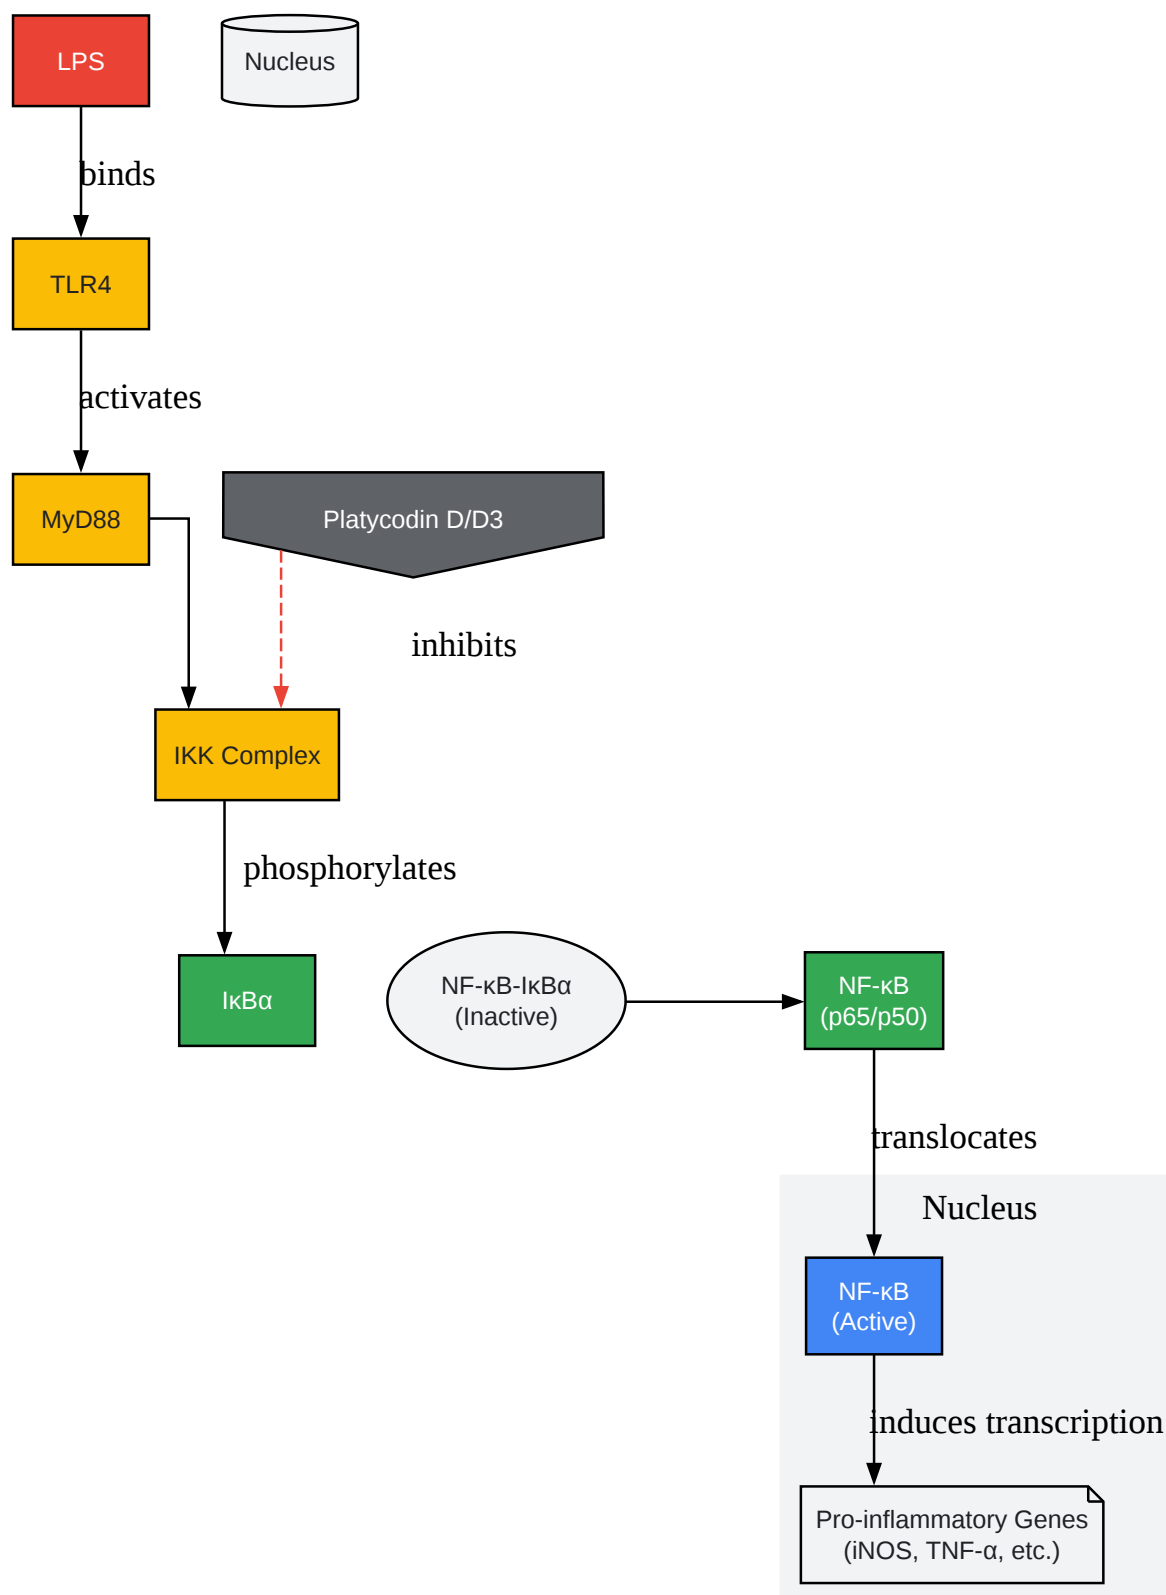 LPS
Nucleus
binds
TLR4
activates
MyD88
Platycodin D/D3
inhibits
IKK Complex
phosphorylates
IκBα
NF-κB-IκBα
(Inactive)
NF-κB
(p65/p50)
translocates
Nucleus
NF-κB
(Active)
induces transcription
Pro-inflammatory Genes
(iNOS, TNF-α, etc.)